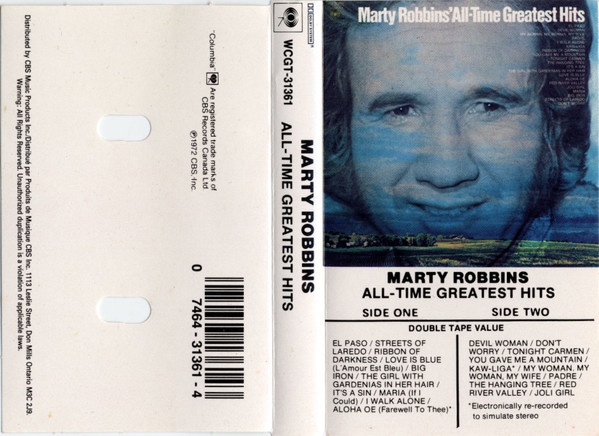 Distributed by CBS Music Products Inc./Distribué par Produits de Musique CBS Inc. 1113 Leslie Street, Don Mills Ontario M3C 2J9.
Warning: All Rights Reserved. Unauthorized duplication is a violation of applicable laws.
"Columbia", Are registered trade marks of
CBS Records Canada Ltd
℗1972 CBS, Inc.
0 7464-31361-4
DOLBY SYSTEM
WCGT-31361
MARTY ROBBINS
ALL-TIME GREATEST HITS
Marty Robbins' All-Time Greatest Hits
EL PASO
DEVIL WOMAN
MARTY ROBBINS
ALL-TIME GREATEST HITS
SIDE ONE
SIDE TWO
DOUBLE TAPE VALUE
EL PASO / STREETS OF
LAREDO / RIBBON OF
DARKNESS / LOVE IS BLUE
(L'Amour Est Bleu) / BIG
IRON / THE GIRL WITH
GARDENIAS IN HER HAIR /
IT'S A SIN / MARIA (If I
Could) / I WALK ALONE /
ALOHA OE (Farewell To Thee)*
DEVIL WOMAN / DON'T
WORRY / TONIGHT CARMEN /
YOU GAVE ME A MOUNTAIN /
KAW-LIGA* / MY WOMAN. MY
WOMAN, MY WIFE / PADRE /
THE HANGING TREE / RED
RIVER VALLEY / JOLI GIRL
*Electronically re-recorded
to simulate stereo